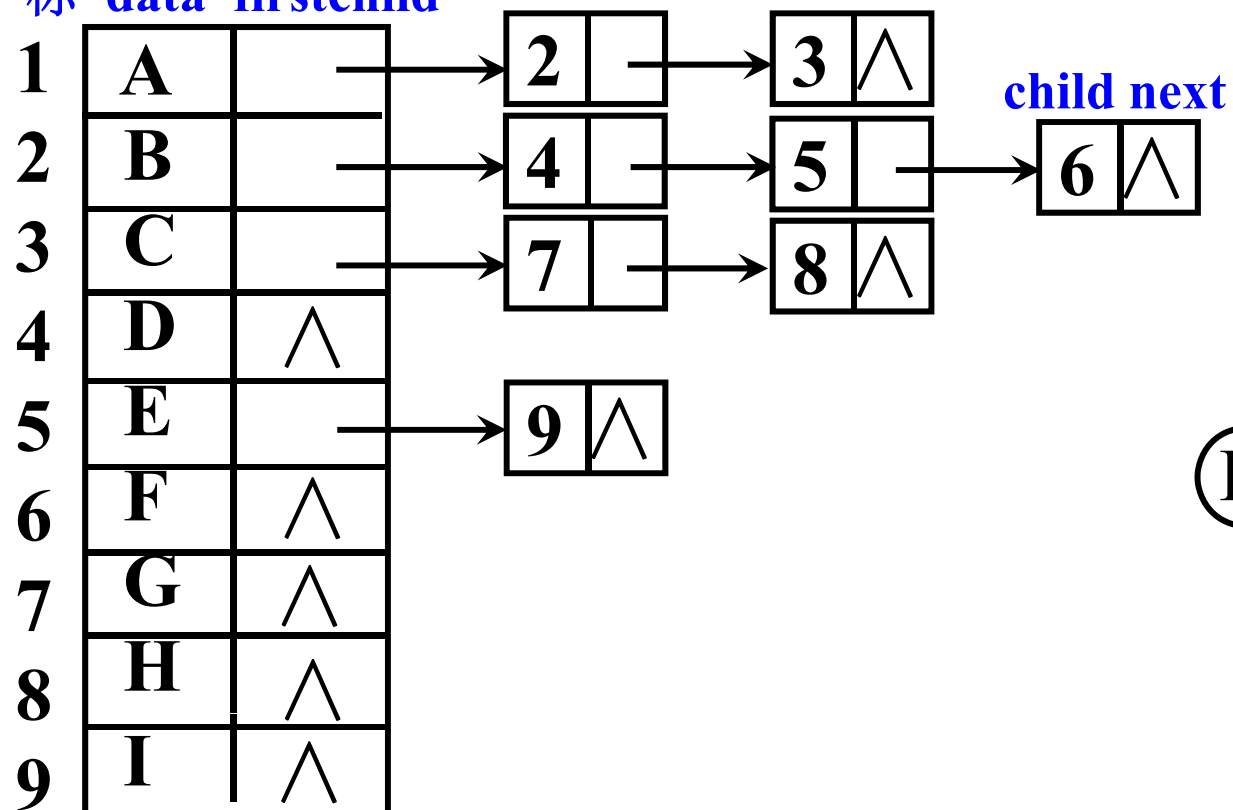 标 data firstchild
1 A 2 3 ∧
child next
2 B 4 5 6 ∧
3 C 7 8 ∧
4 D ∧
5 E 9 ∧
6 F ∧
7 G ∧
8 H ∧
9 I ∧